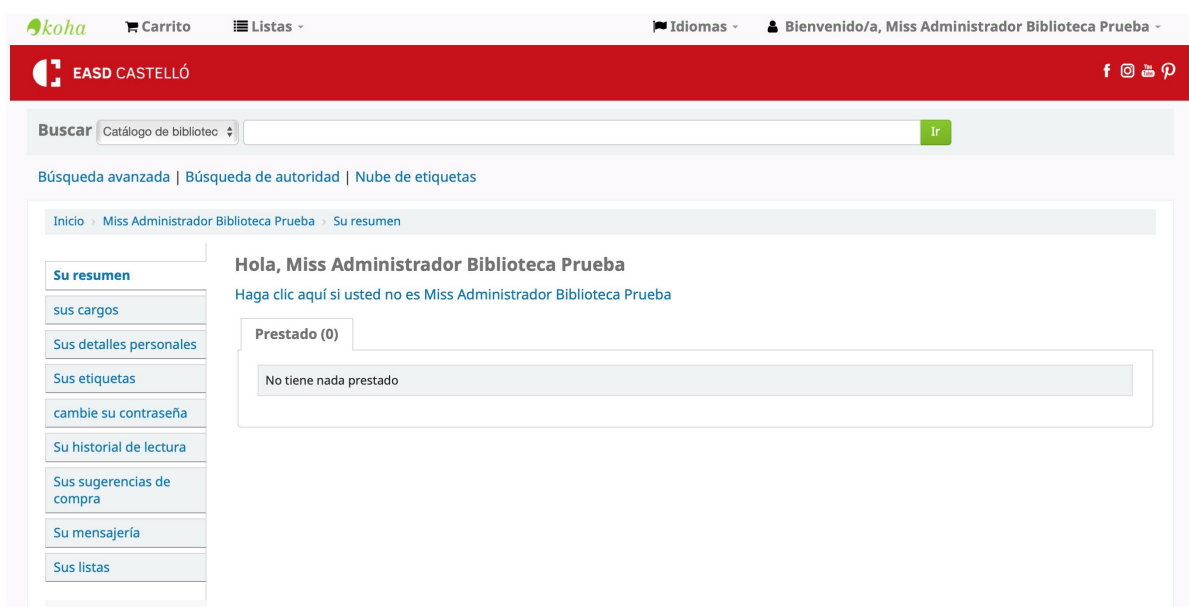 koha Carrito Listas Idiomas Bienvenido/a, Miss Administrador Biblioteca Prueba
EASD CASTELLÓ
Buscar Catálogo de bibliotec Ir
Búsqueda avanzada | Búsqueda de autoridad | Nube de etiquetas
Inicio › Miss Administrador Biblioteca Prueba › Su resumen
Su resumen
sus cargos
Sus detalles personales
Sus etiquetas
cambie su contraseña
Su historial de lectura
Sus sugerencias de
compra
Su mensajería
Sus listas
Hola, Miss Administrador Biblioteca Prueba
Haga clic aquí si usted no es Miss Administrador Biblioteca Prueba
Prestado (0)
No tiene nada prestado